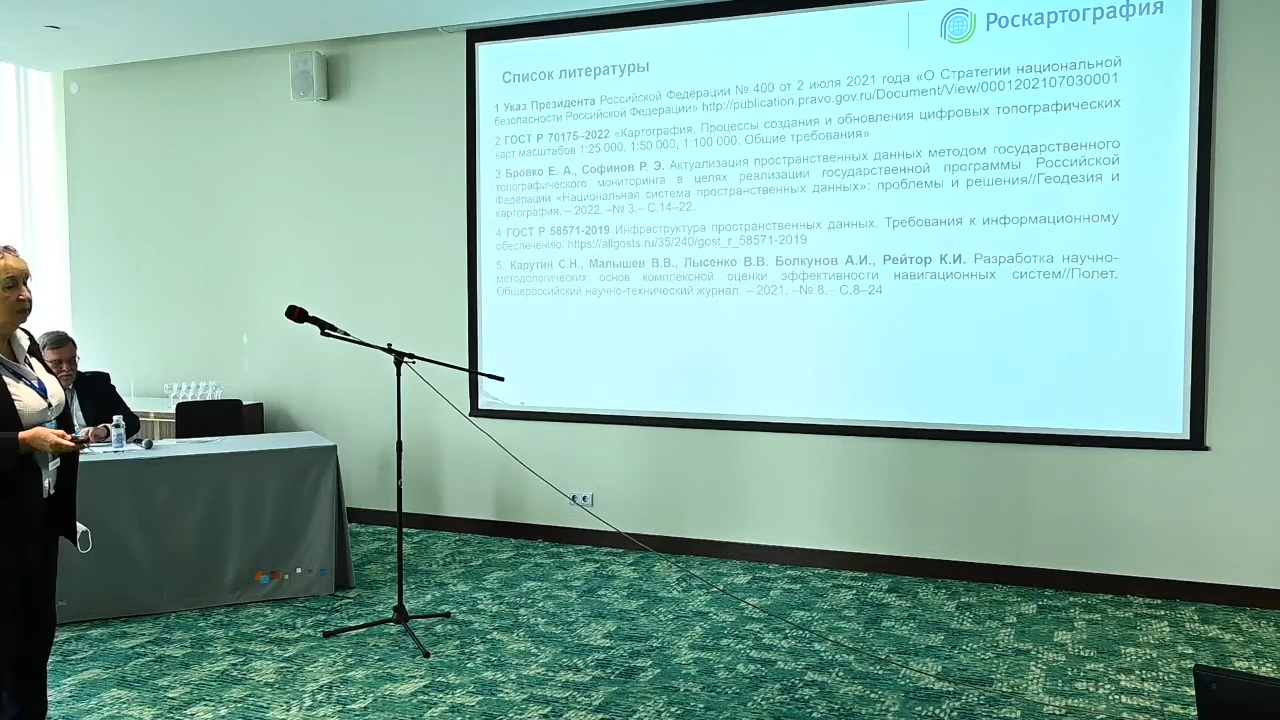 Роскартография
Список литературы
1 Указ Президента Российской Федерации № 400 от 2 июля 2021 года «О Стратегии национальной
безопасности Российской Федерации» http://publication.pravo.gov.ru/Document/View/0001202107030001
2 ГОСТ Р 70175–2022 «Картография. Процессы создания и обновления цифровых топографических
карт масштабов 1:25 000, 1:50 000, 1:100 000. Общие требования»
3 Бровко Е. А., Софинов Р. Э. Актуализация пространственных данных методом государственного
топографического мониторинга в целях реализации государственной программы Российской
Федерации «Национальная система пространственных данных»: проблемы и решения//Геодезия и
картография. – 2022. –№ 3.– С.14–22.
4 ГОСТ Р 58571-2019 Инфраструктура пространственных данных. Требования к информационному
обеспечению. https://allgosts.ru/35/240/gost_r_58571-2019
5. Карутин С.Н., Малышев В.В., Лысенко В.В. Болкунов А.И., Рейтор К.И. Разработка научно-
методологических основ комплексной оценки эффективности навигационных систем//Полет.
Общероссийский научно-технический журнал. – 2021. –№ 8.– С.8–24